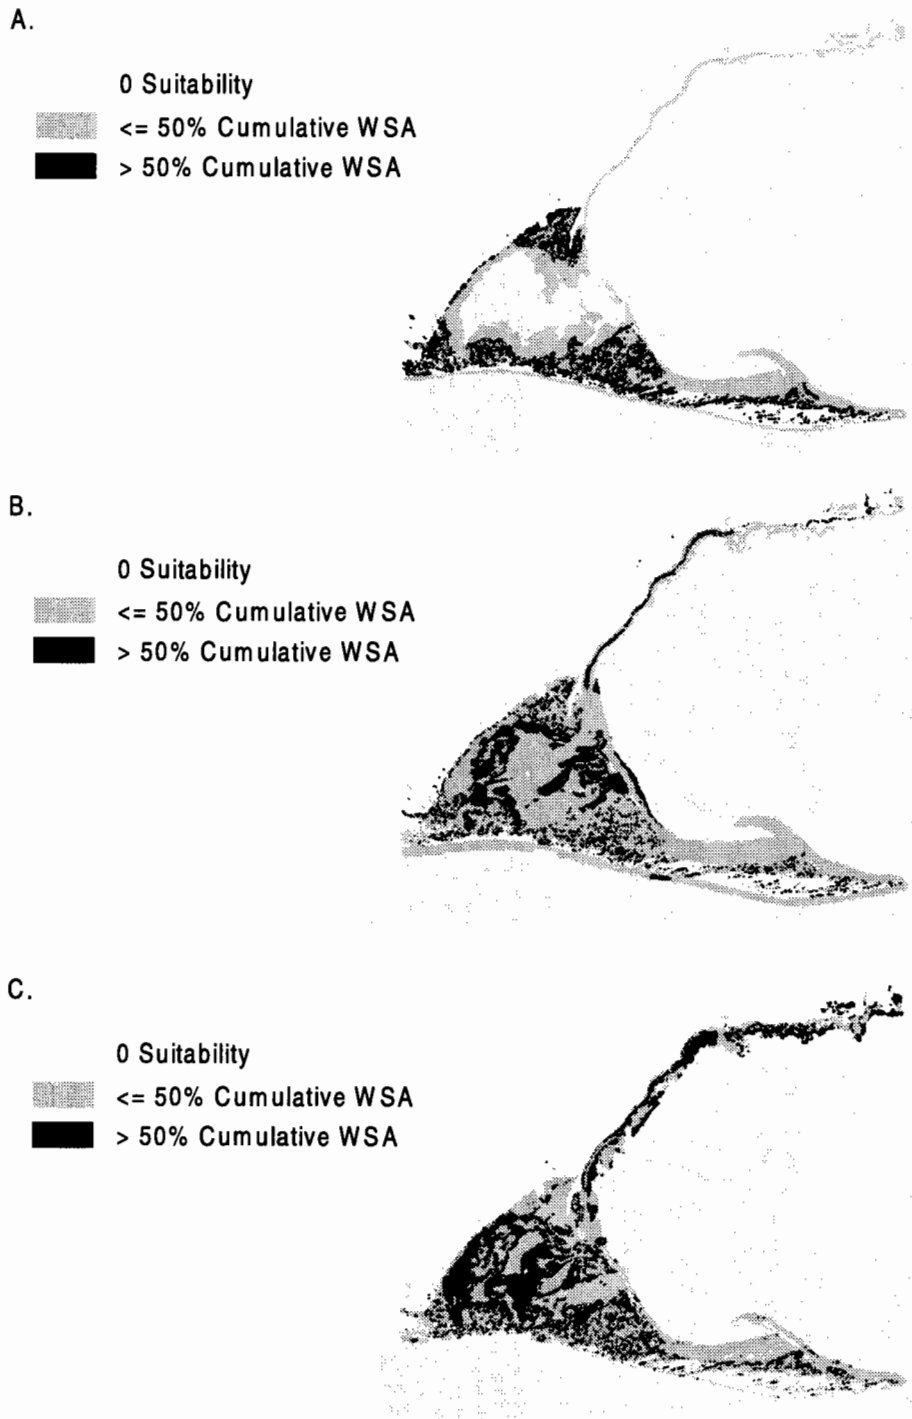 A.
0 Suitability
<= 50% Cumulative WSA
> 50% Cumulative WSA
B.
0 Suitability
<= 50% Cumulative WSA
> 50% Cumulative WSA
C.
0 Suitability
<= 50% Cumulative WSA
> 50% Cumulative WSA